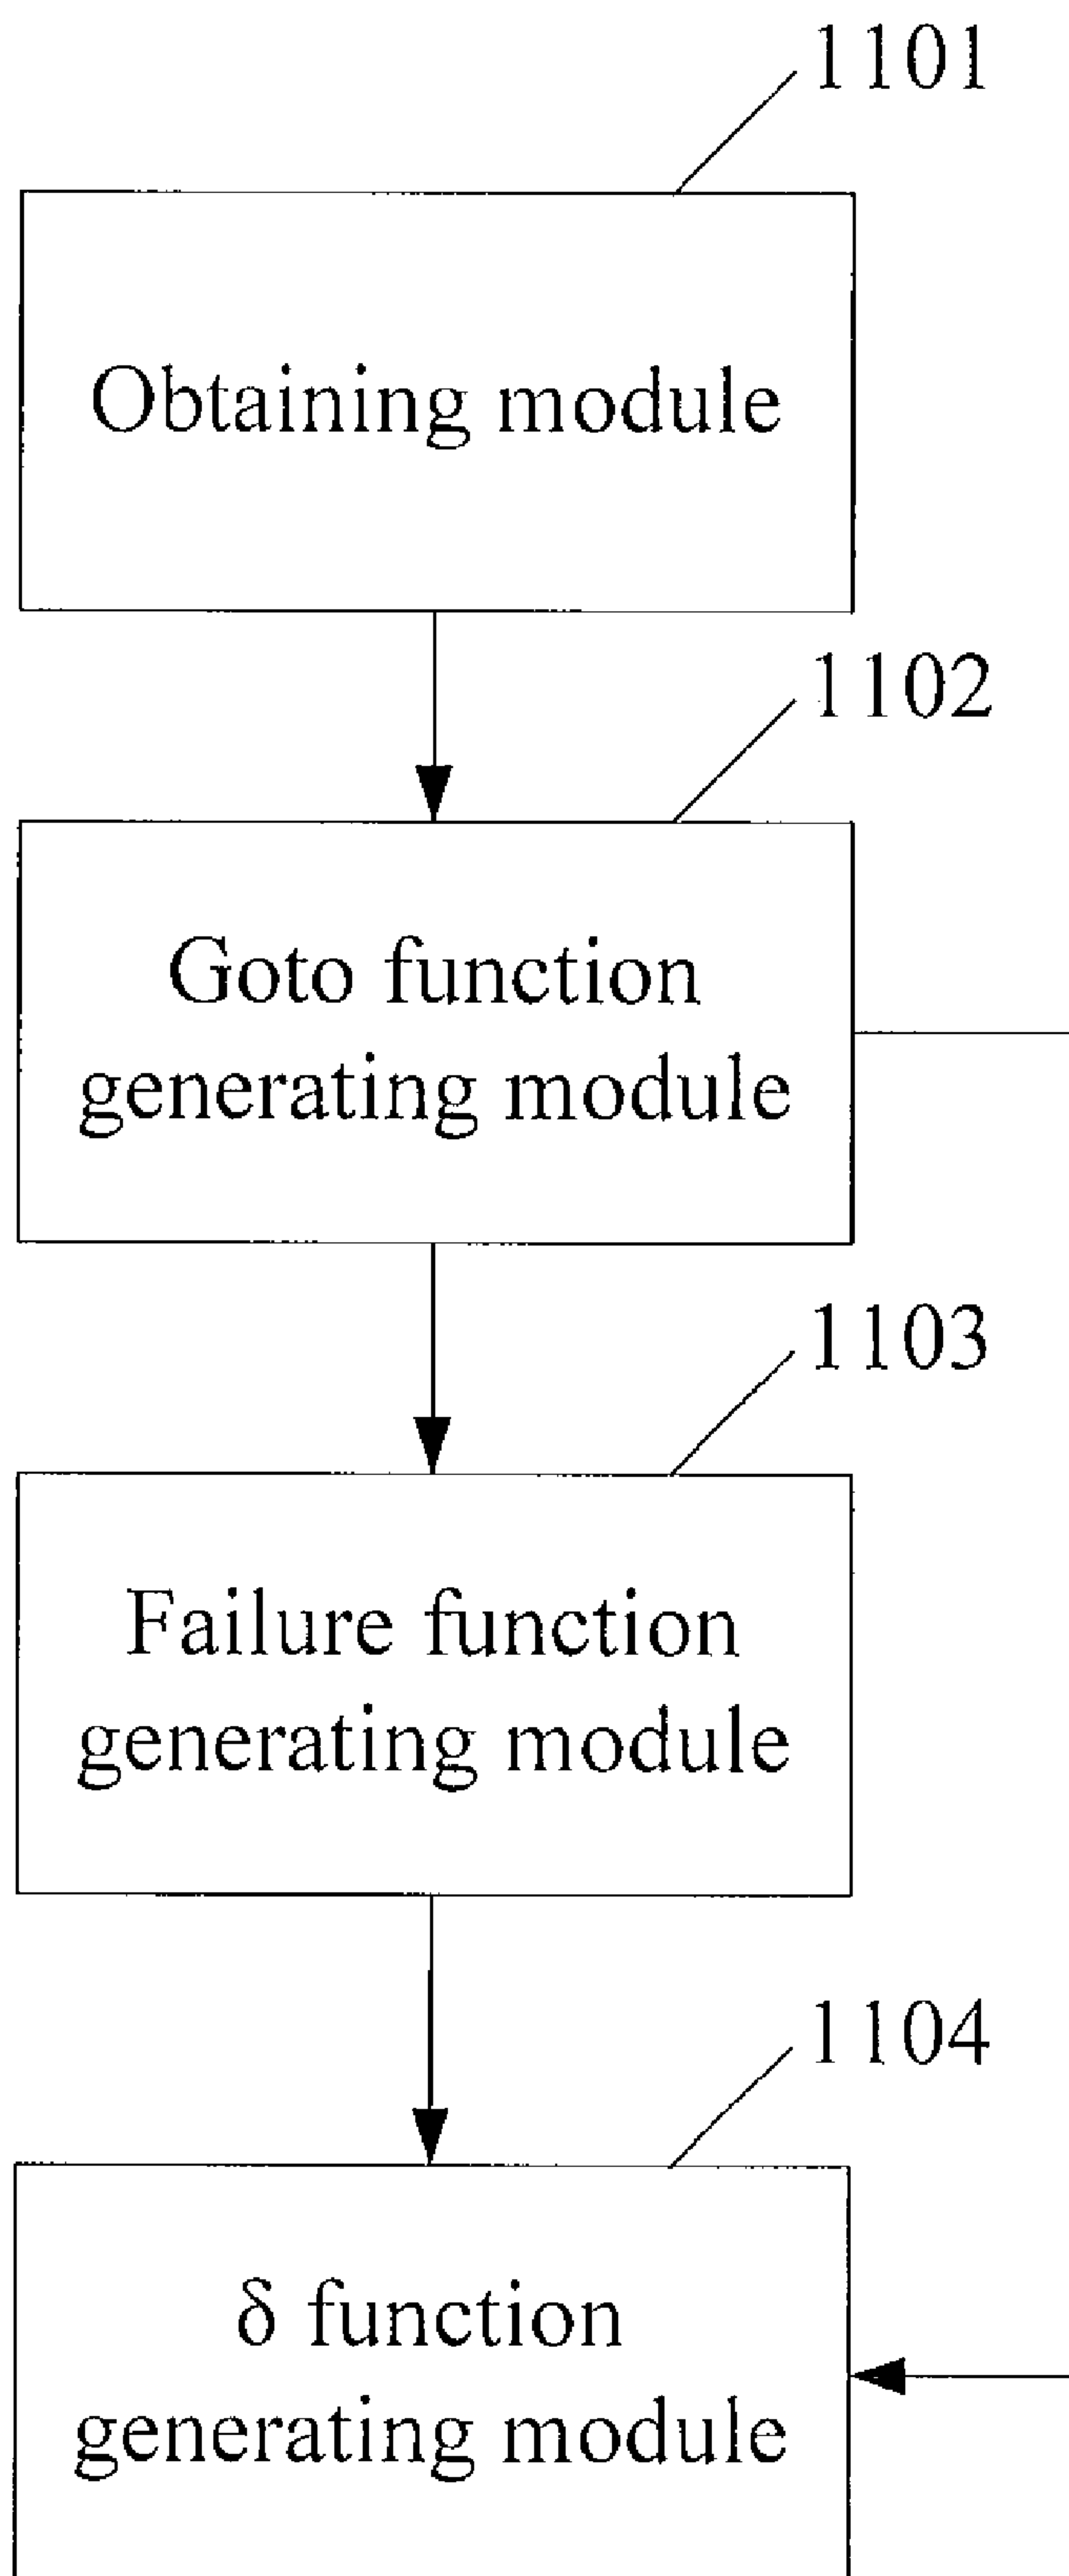 1101
Obtaining module
1102
Goto function
generating module
1103
Failure function
generating module
1104
δ function
generating module